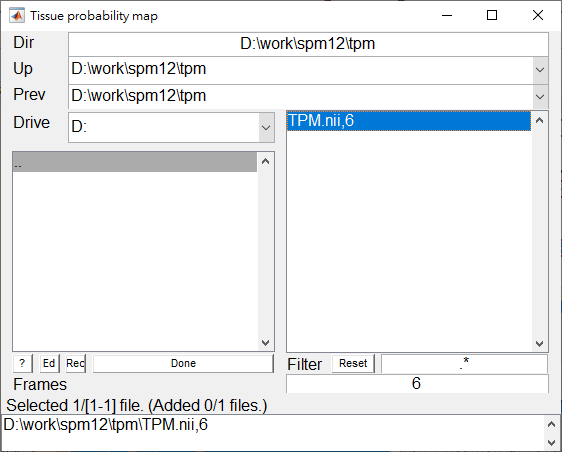 Tissue probability map
Dir D:\work\spm12\tpm
Up D:\work\spm12\tpm
Prev D:\work\spm12\tpm
Drive D:
TPM.nii,6
..
? Ed Rec Done
Filter Reset .*
Frames 6
Selected 1/[1-1] file. (Added 0/1 files.)
D:\work\spm12\tpm\TPM.nii,6